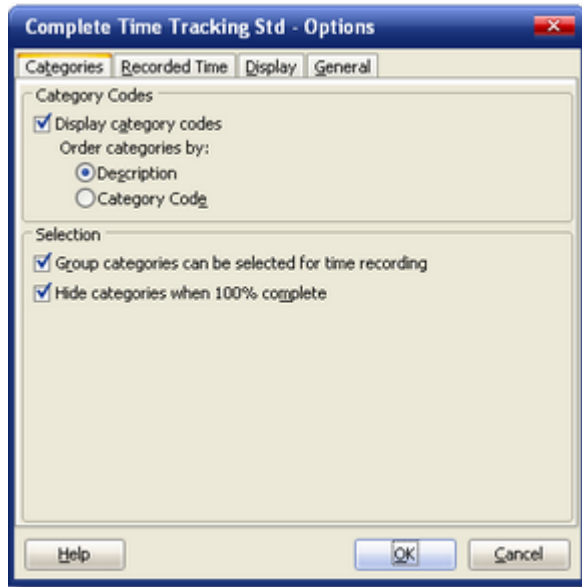 Complete Time Tracking Std - Options
Categories Recorded Time Display General
Category Codes
Display category codes
Order categories by:
Description
Category Code
Selection
Group categories can be selected for time recording
Hide categories when 100% complete
Help OK Cancel